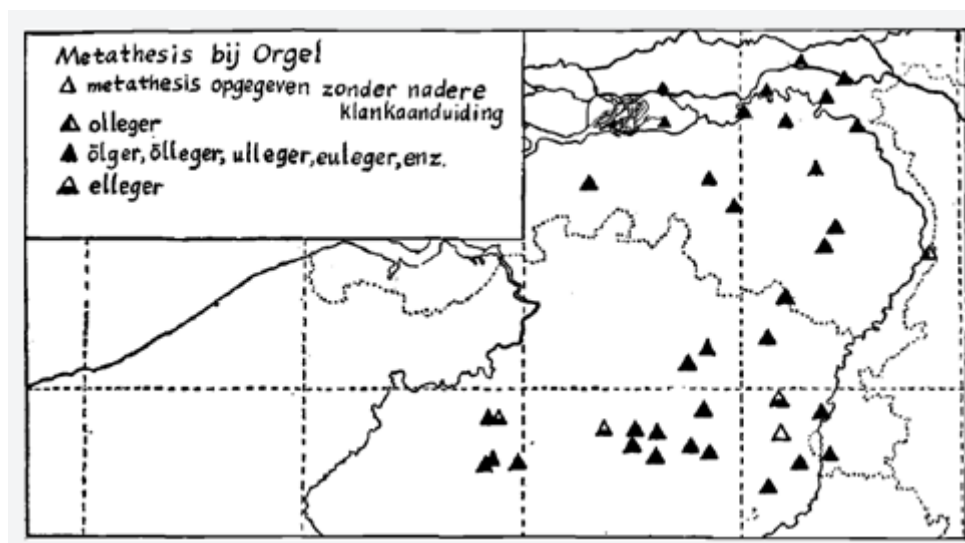 Metathesis bij Orgel
metathesis opgegeven zonder nadere
klankaanduiding
olleger
ölger, ölleger, ulleger, euleger, enz.
elleger